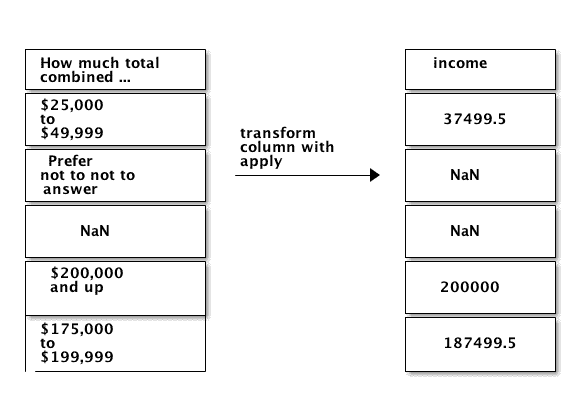 How much total
combined ...
$25,000
to
$49,999
Prefer
not to not to
answer
NaN
$200,000
and up
$175,000
to
$199,999
transform
column with
apply
income
37499.5
NaN
NaN
200000
187499.5